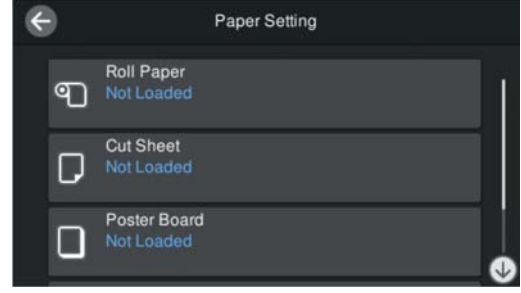 Paper Setting
Roll Paper
Not Loaded
Cut Sheet
Not Loaded
Poster Board
Not Loaded